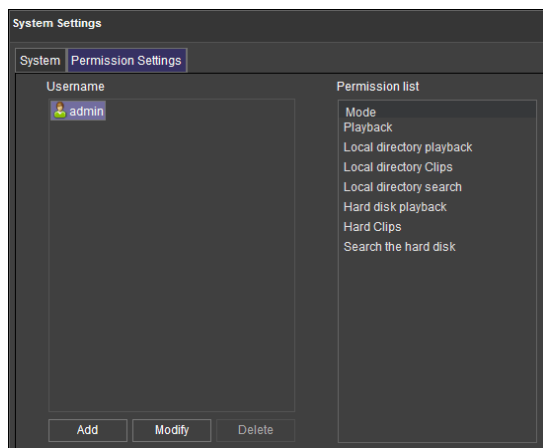 System Settings
System Permission Settings
Username
admin
Add Modify Delete
Permission list
Mode
Playback
Local directory playback
Local directory Clips
Local directory search
Hard disk playback
Hard Clips
Search the hard disk